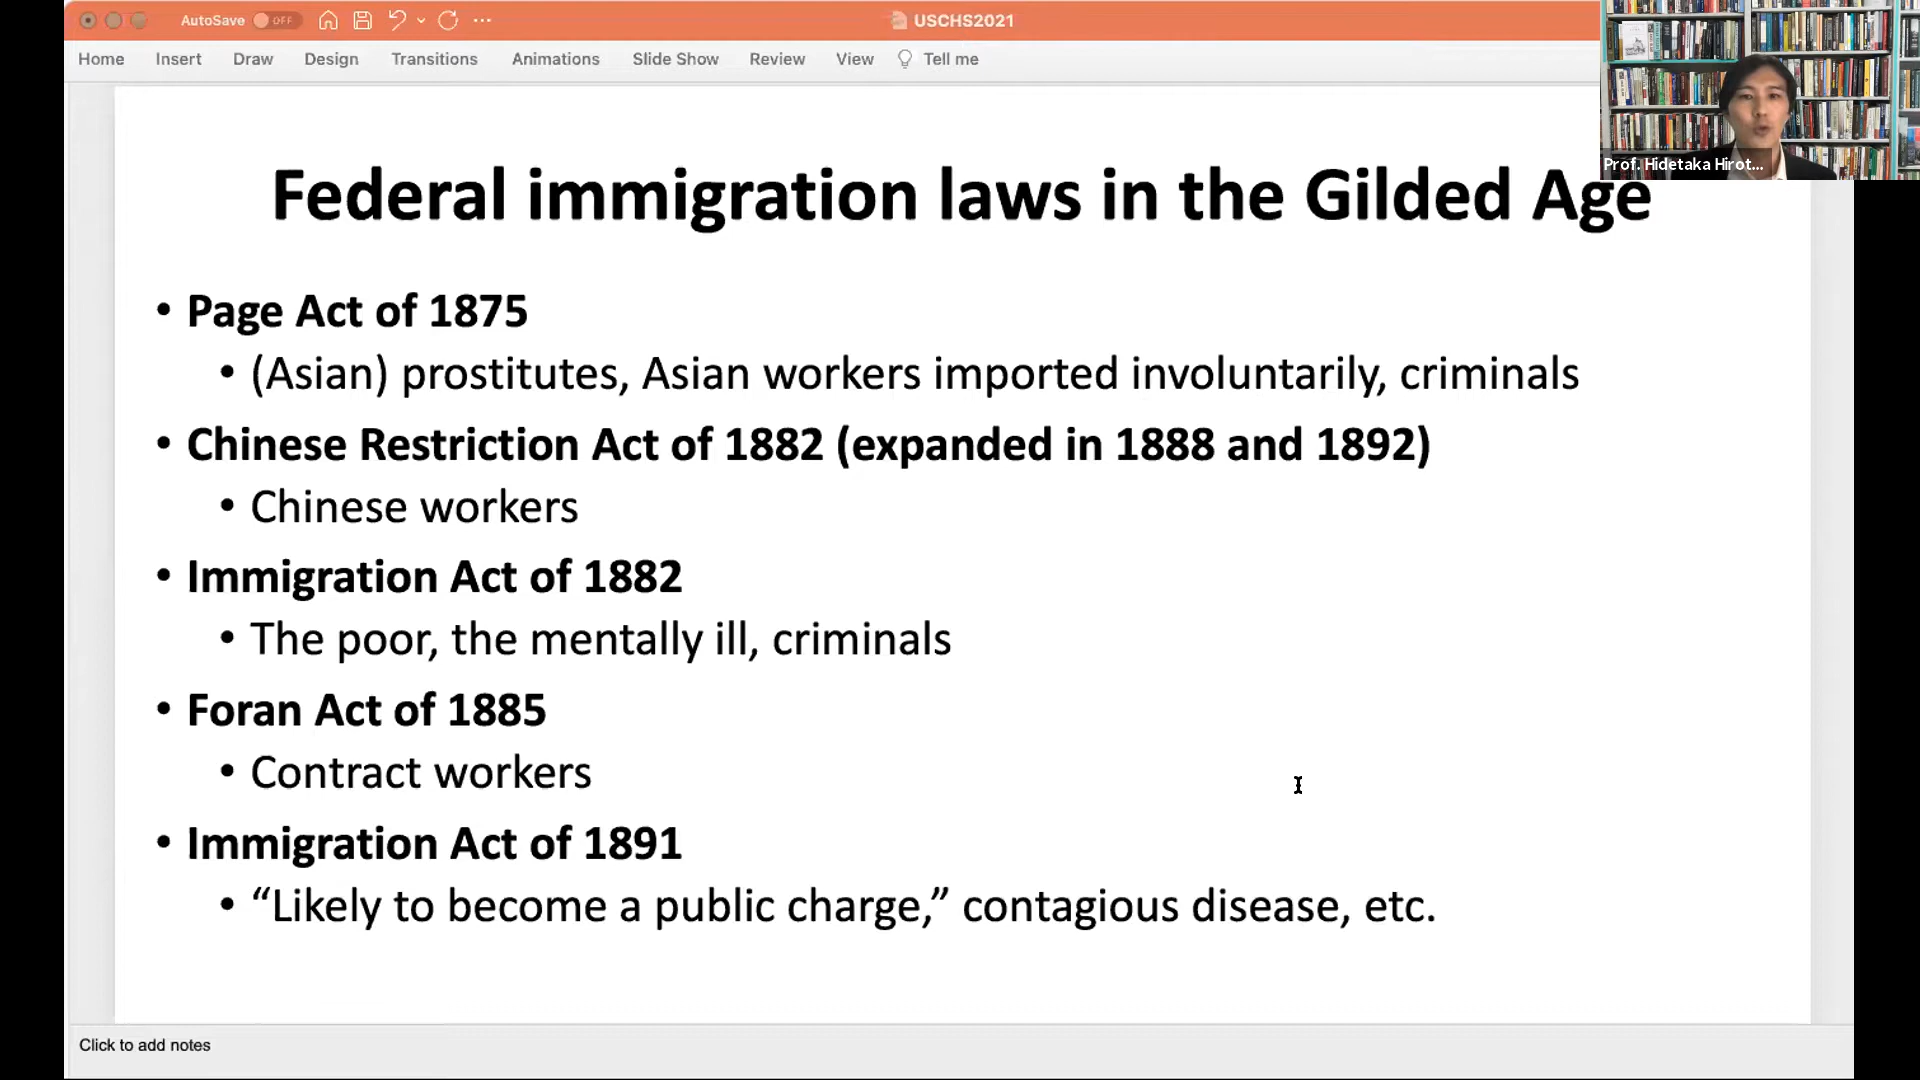 AutoSave OFF
USCHS2021
Home Insert Draw Design Transitions Animations Slide Show Review View Tell me
Prof. Hidetaka Hirot...
Federal immigration laws in the Gilded Age
• Page Act of 1875
• (Asian) prostitutes, Asian workers imported involuntarily, criminals
• Chinese Restriction Act of 1882 (expanded in 1888 and 1892)
• Chinese workers
• Immigration Act of 1882
• The poor, the mentally ill, criminals
• Foran Act of 1885
• Contract workers
• Immigration Act of 1891
• “Likely to become a public charge,” contagious disease, etc.
Click to add notes